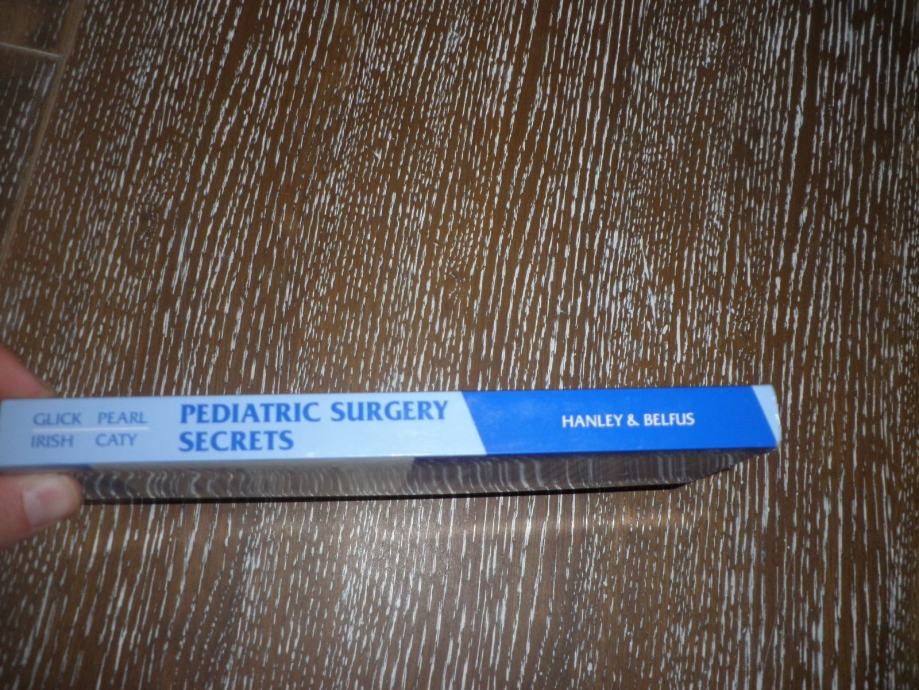 GLICK PEARL
IRISH CATY
PEDIATRIC SURGERY
SECRETS
HANLEY & BELFUS